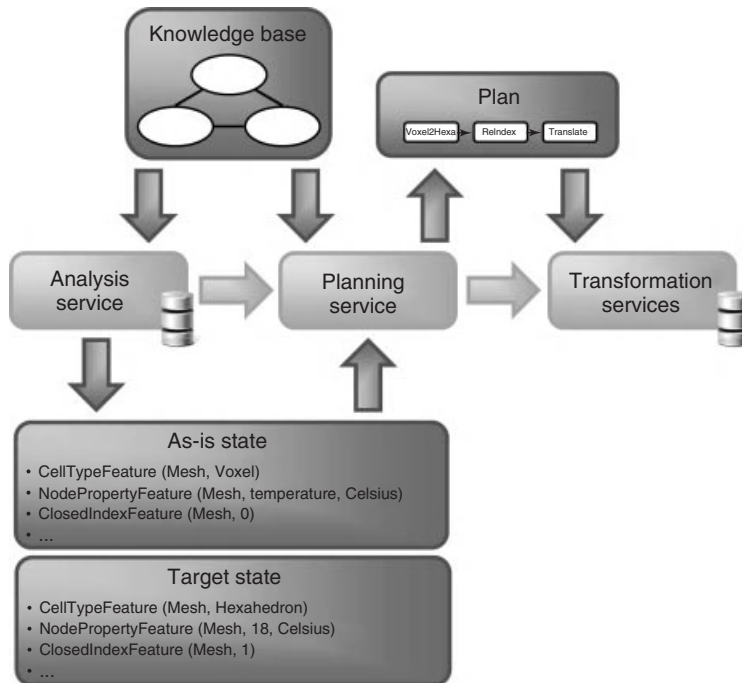 Knowledge base
Plan
Voxel2Hexa
ReIndex
Translate
Analysis
service
Planning
service
Transformation
services
As-is state
• CellTypeFeature (Mesh, Voxel)
• NodePropertyFeature (Mesh, temperature, Celsius)
• ClosedIndexFeature (Mesh, 0)
• ...
Target state
• CellTypeFeature (Mesh, Hexahedron)
• NodePropertyFeature (Mesh, 18, Celsius)
• ClosedIndexFeature (Mesh, 1)
• ...